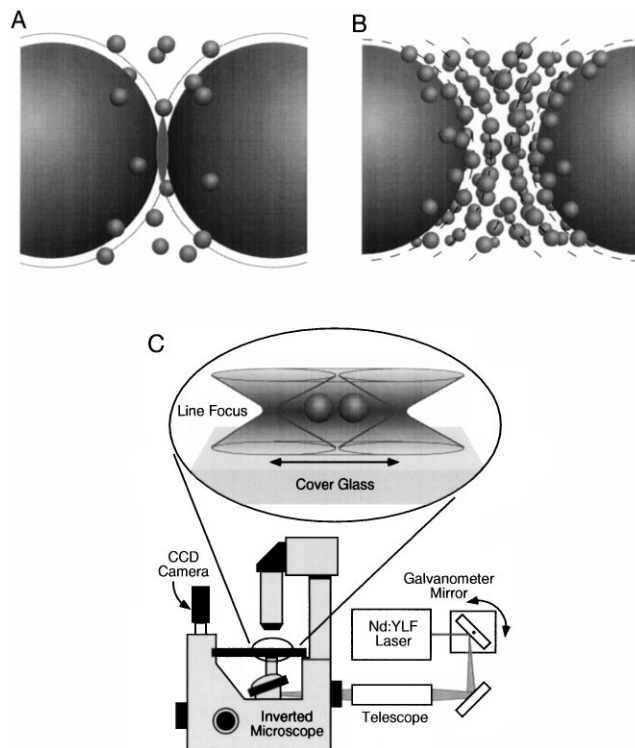 A
B
C
Line Focus
Cover Glass
CCD
Camera
Galvanometer
Mirror
Nd:YLF
Laser
Inverted
Microscope
Telescope